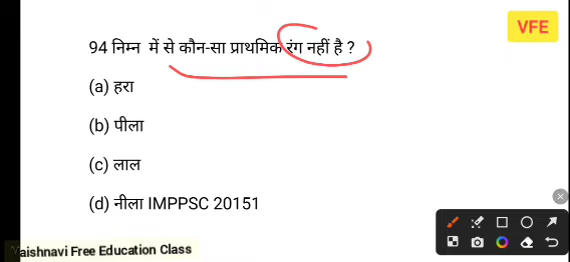 VFE
94 निम्न में से कौन-सा प्राथमिक रंग नहीं है ?
(a) हरा
(b) पीला
(c) लाल
(d) नीला IMPPSC 20151
Vaishnavi Free Education Class